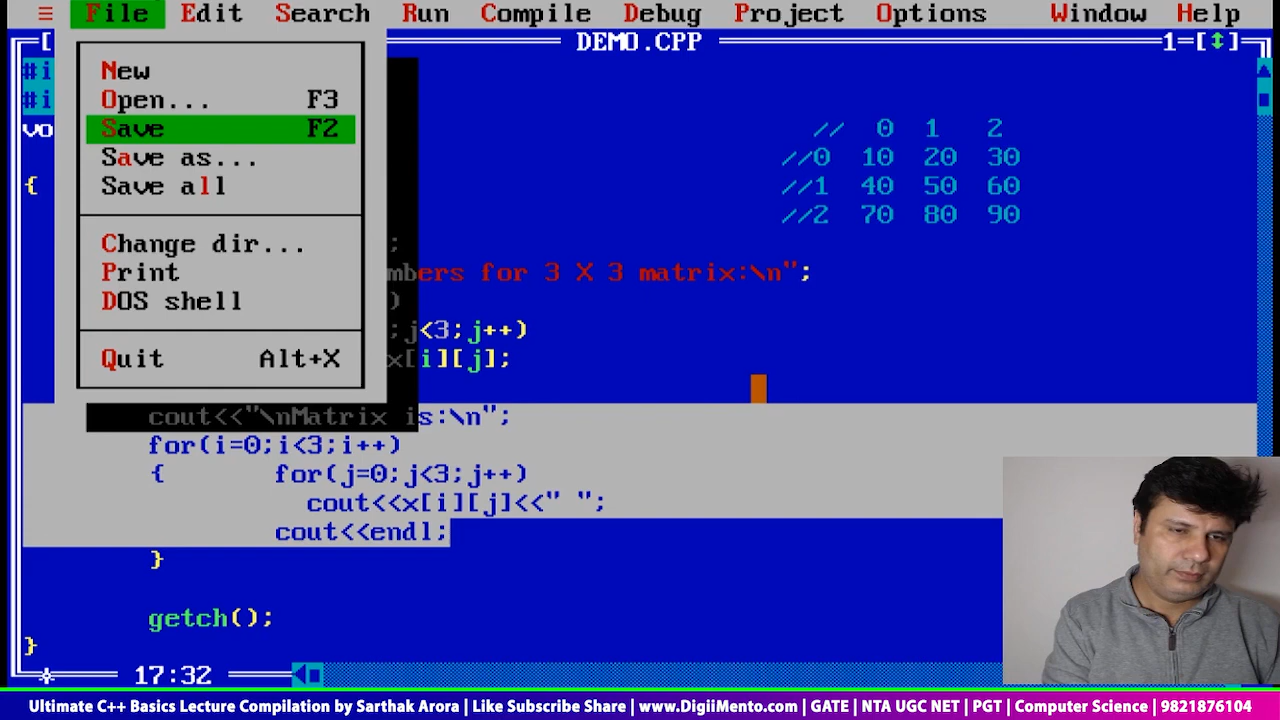 ≡ File Edit Search Run Compile Debug Project Options Window Help
[ DEMO.CPP 1=[↕]
New
Open... F3
Save F2
Save as...
Save all
Change dir...
Print
DOS shell
Quit Alt+X
#i
#i
vo // 0 1 2
//0 10 20 30
{ //1 40 50 60
//2 70 80 90
;
mbers for 3 X 3 matrix:\n";
)
;j<3;j++)
x[i][j];
cout<<"\nMatrix is:\n";
for(i=0;i<3;i++)
{ for(j=0;j<3;j++)
cout<<x[i][j]<<" ";
cout<<endl;
}
getch();
}
17:32
Ultimate C++ Basics Lecture Compilation by Sarthak Arora | Like Subscribe Share | www.DigiiMento.com | GATE | NTA UGC NET | PGT | Computer Science | 9821876104